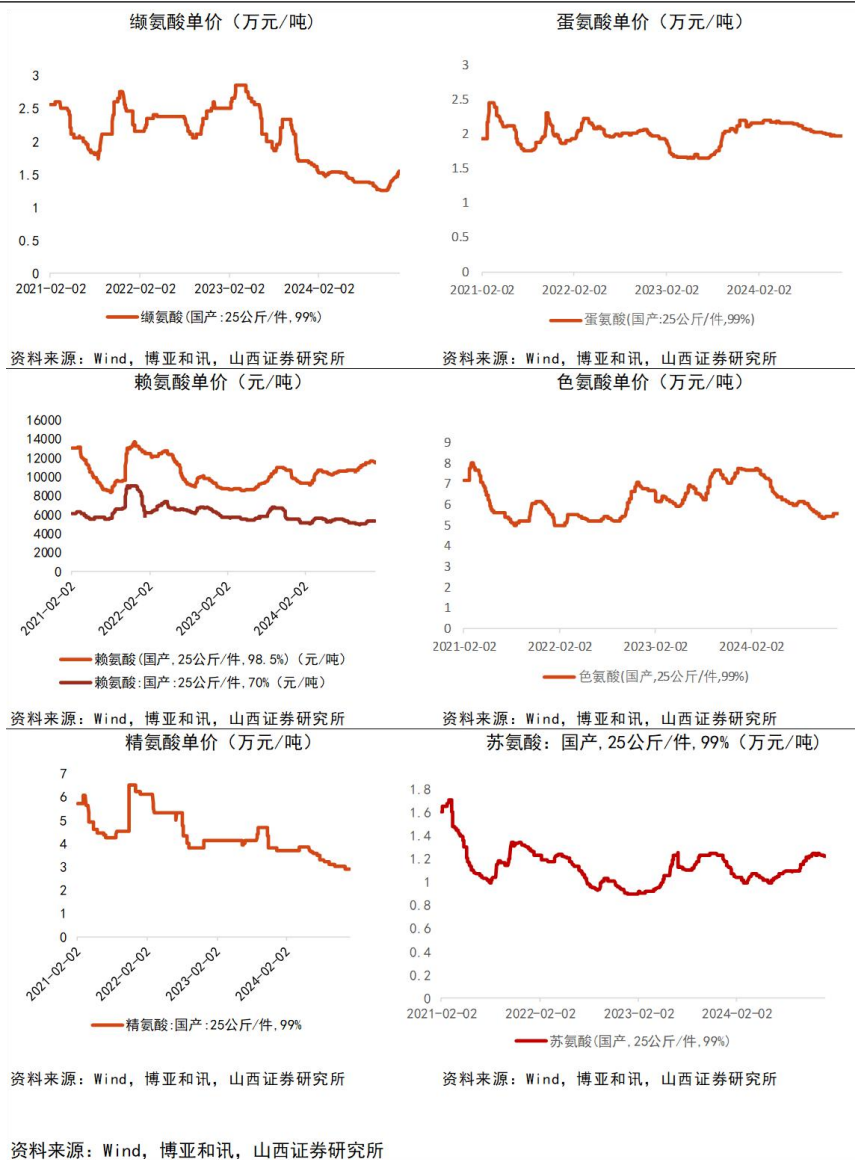 缬氨酸单价（万元/吨）
3
2.5
2
1.5
1
0.5
0
2021-02-02 2022-02-02 2023-02-02 2024-02-02
缬氨酸(国产:25公斤/件,99%)
资料来源：Wind，博亚和讯，山西证券研究所
蛋氨酸单价（万元/吨）
3
2.5
2
1.5
1
0.5
0
2021-02-02 2022-02-02 2023-02-02 2024-02-02
蛋氨酸(国产:25公斤/件,99%)
资料来源：Wind，博亚和讯，山西证券研究所
赖氨酸单价（元/吨）
16000
14000
12000
10000
8000
6000
4000
2000
0
2021-02-02 2022-02-02 2023-02-02 2024-02-02
赖氨酸(国产,25公斤/件,98.5%)（元/吨）
赖氨酸:国产:25公斤/件,70%（元/吨）
资料来源：Wind，博亚和讯，山西证券研究所
色氨酸单价（万元/吨）
9
8
7
6
5
4
3
2
1
0
2021-02-02 2022-02-02 2023-02-02 2024-02-02
色氨酸(国产,25公斤/件,99%)
资料来源：Wind，博亚和讯，山西证券研究所
精氨酸单价（万元/吨）
7
6
5
4
3
2
1
0
2021-02-02 2022-02-02 2023-02-02 2024-02-02
精氨酸:国产:25公斤/件,99%
资料来源：Wind，博亚和讯，山西证券研究所
苏氨酸：国产,25公斤/件,99%(万元/吨)
1.8
1.6
1.4
1.2
1
0.8
0.6
0.4
0.2
0
2021-02-02 2022-02-02 2023-02-02 2024-02-02
苏氨酸(国产,25公斤/件,99%)
资料来源：Wind，博亚和讯，山西证券研究所
资料来源：Wind，博亚和讯，山西证券研究所